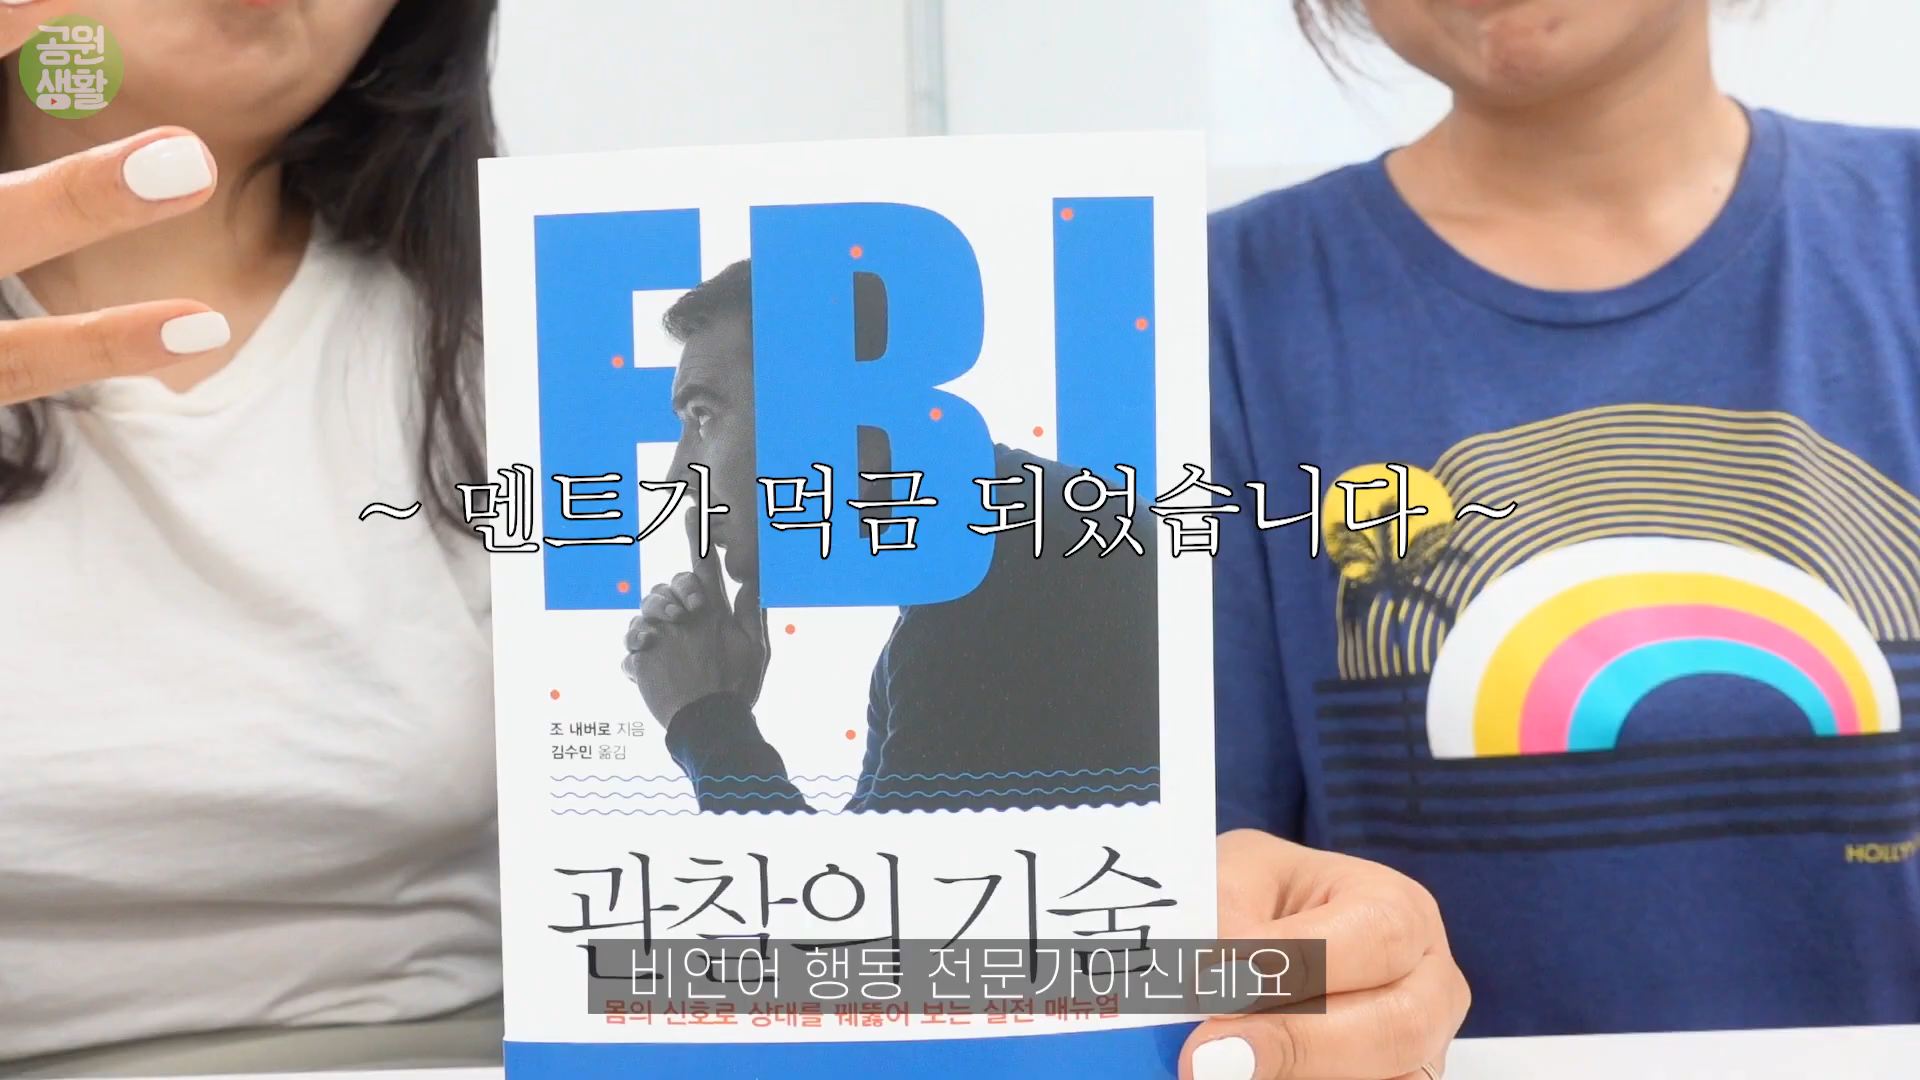 공원
생활
FBI
~ 멘트가 먹금 되었습니다 ~
조 내버로 지음
김수민 옮김
관찰의 기술
비언어 행동 전문가이신데요
몸의 신호로 상대를 꿰뚫어 보는 실전 매뉴얼